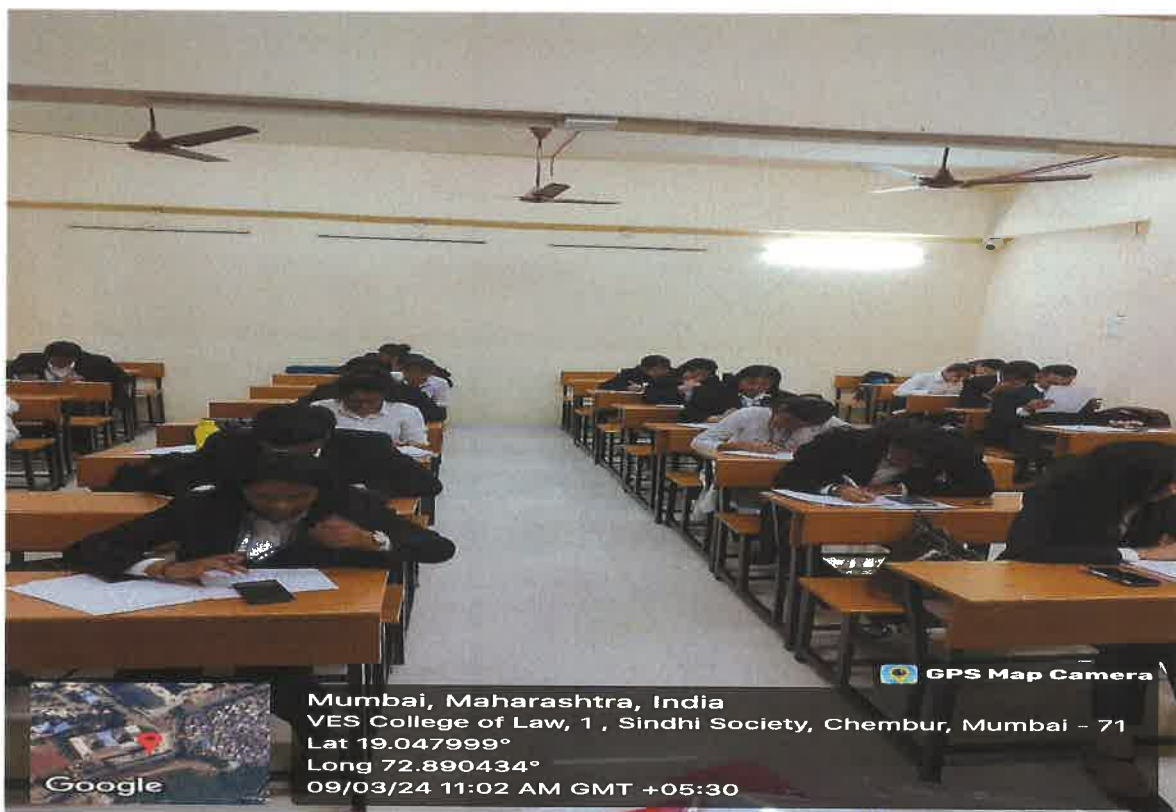 GPS Map Camera
Mumbai, Maharashtra, India
VES College of Law, 1 , Sindhi Society, Chembur, Mumbai - 71
Lat 19.047999°
Long 72.890434°
09/03/24 11:02 AM GMT +05:30
Google